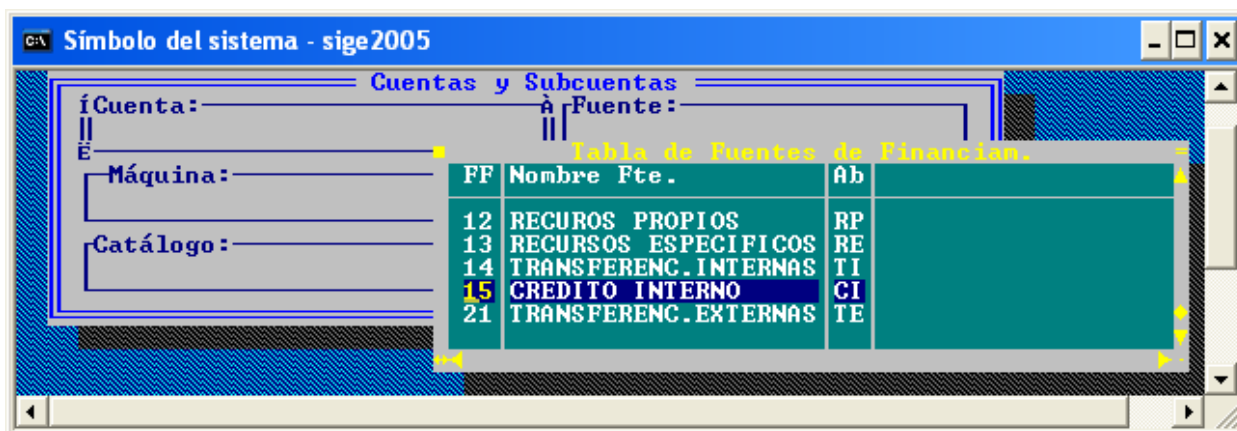 Símbolo del sistema - sige2005
Cuentas y Subcuentas
íCuenta: À Fuente:
Ë
Tabla de Fuentes de Financiam.
Máquina:
FF Nombre Fte. Ab
12 RECUROS PROPIOS RP
Catálogo:
13 RECURSOS ESPECIFICOS RE
14 TRANSFERENC.INTERNAS TI
15 CREDITO INTERNO CI
21 TRANSFERENC.EXTERNAS TE